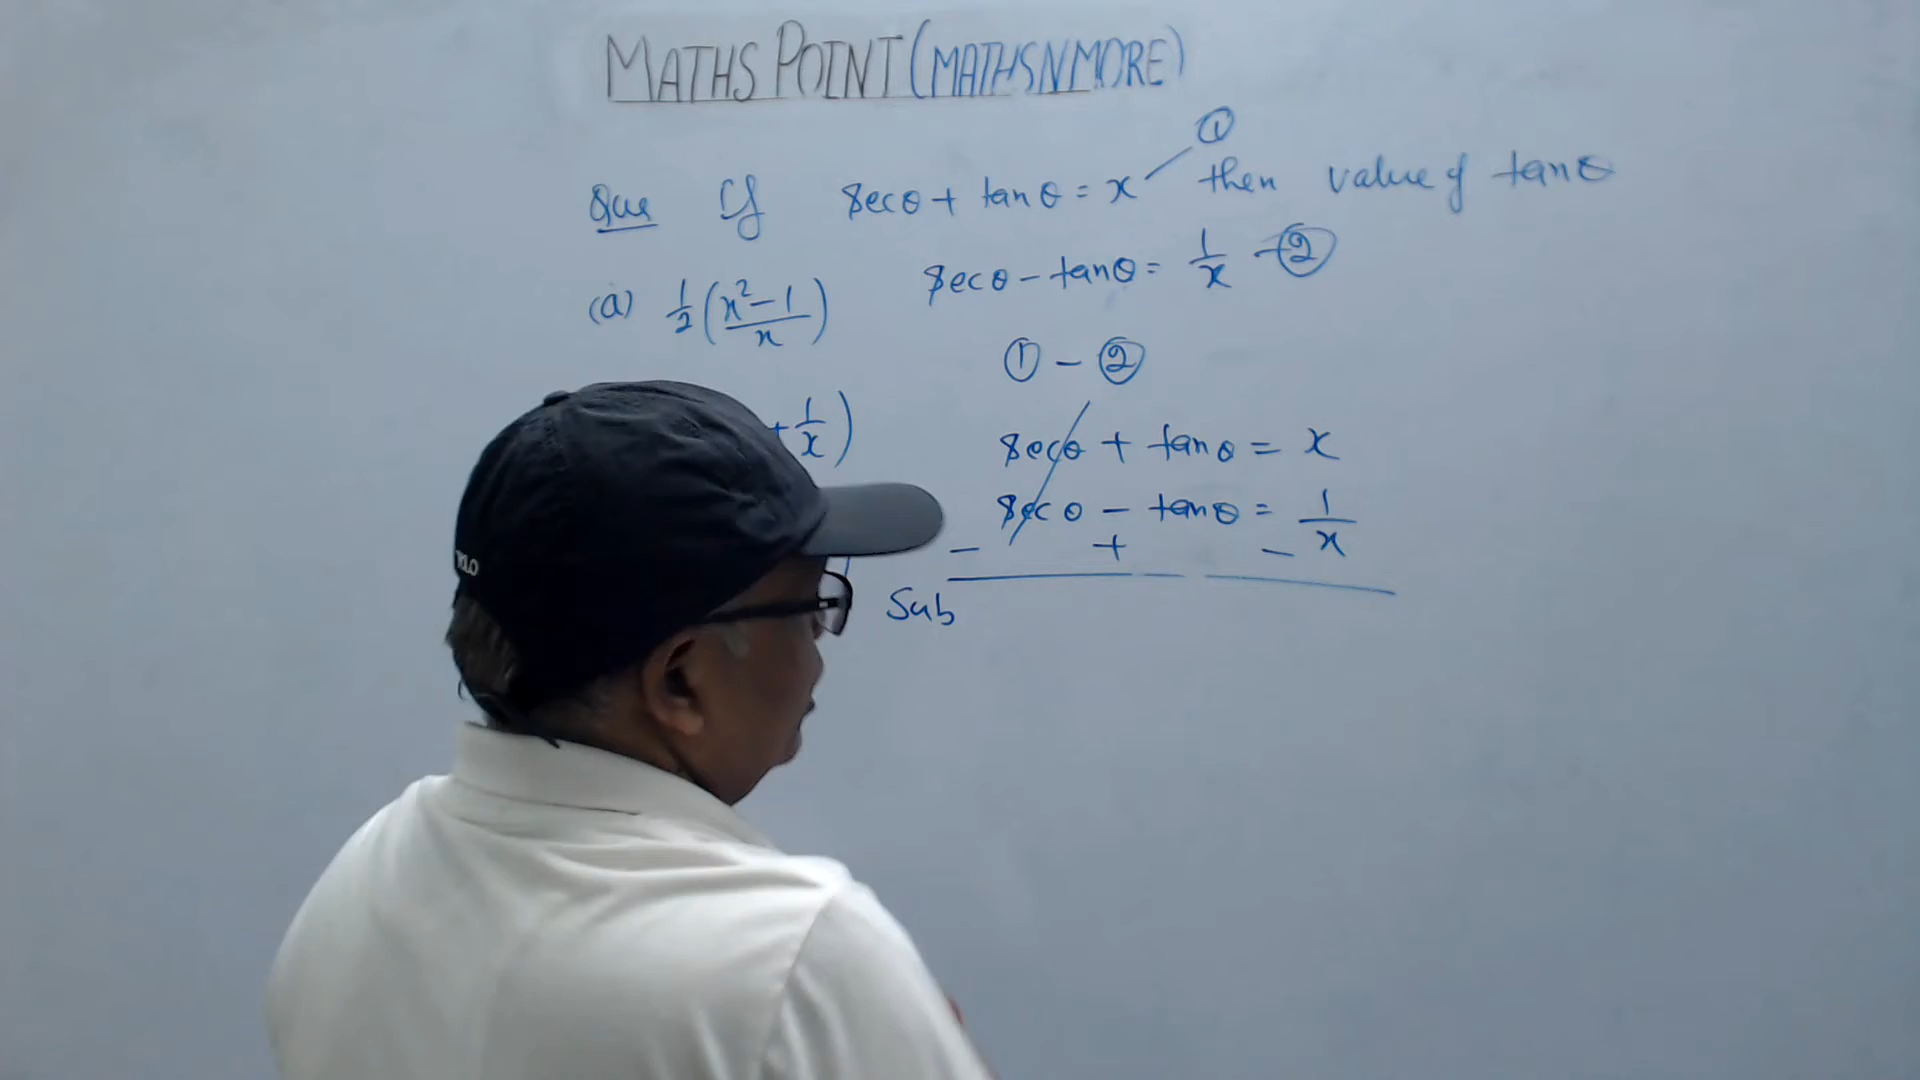 MATHS POINT (MATHSNMORE)
①
Que If secθ + tanθ = x then value of tanθ
secθ - tanθ = 1/x - ②
(a) 1/2 (x² - 1 / x)
① - ②
+ 1/x)
secθ + tanθ = x
secθ - tanθ = 1/x
- + -
Sub